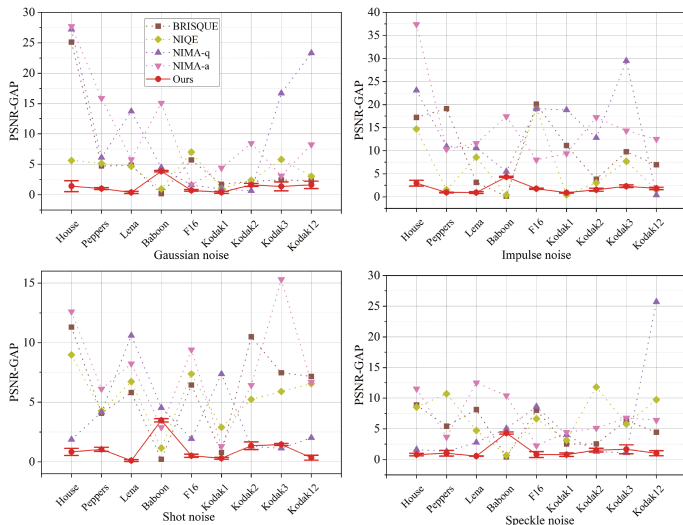 30
25
20
15
10
5
0
PSNR-GAP
BRISQUE
NIQE
NIMA-q
NIMA-a
Ours
House
Peppers
Lena
Baboon
F16
Kodak1
Kodak2
Kodak3
Kodak12
Gaussian noise
40
35
30
25
20
15
10
5
0
PSNR-GAP
House
Peppers
Lena
Baboon
F16
Kodak1
Kodak2
Kodak3
Kodak12
Impulse noise
15
10
5
0
PSNR-GAP
House
Peppers
Lena
Baboon
F16
Kodak1
Kodak2
Kodak3
Kodak12
Shot noise
30
25
20
15
10
5
0
PSNR-GAP
House
Peppers
Lena
Baboon
F16
Kodak1
Kodak2
Kodak3
Kodak12
Speckle noise